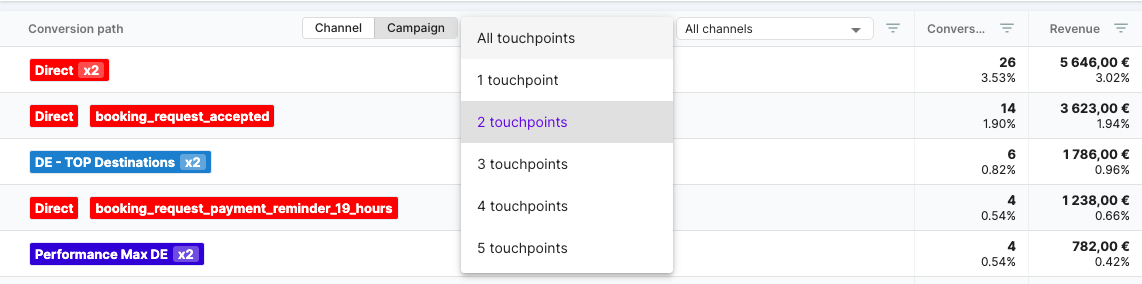 Conversion path Channel Campaign All channels Convers... Revenue
All touchpoints
1 touchpoint
2 touchpoints
3 touchpoints
4 touchpoints
5 touchpoints
Direct x2 26 5 646,00 €
3.53% 3.02%
Direct booking_request_accepted 14 3 623,00 €
1.90% 1.94%
DE - TOP Destinations x2 6 1 786,00 €
0.82% 0.96%
Direct booking_request_payment_reminder_19_hours 4 1 238,00 €
0.54% 0.66%
Performance Max DE x2 4 782,00 €
0.54% 0.42%